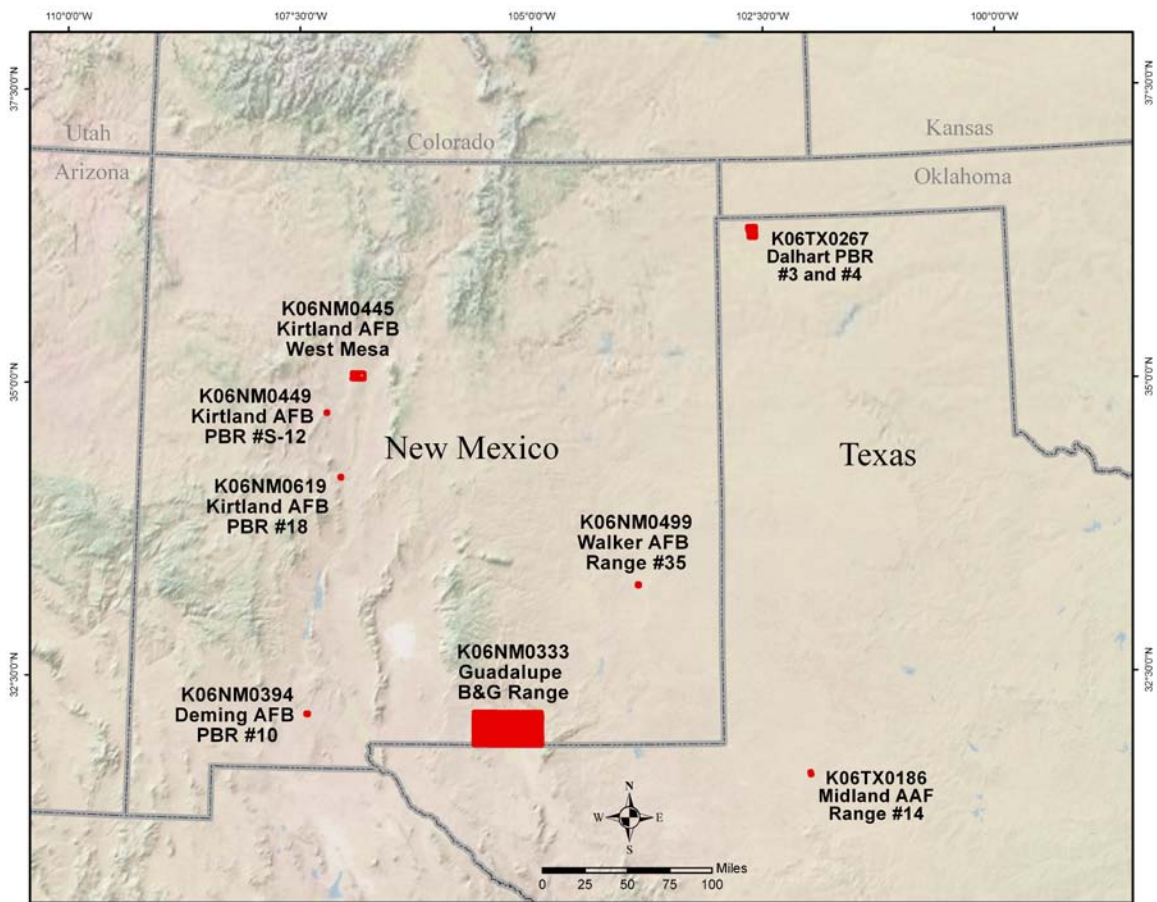 110°0'0"W
107°30'0"W
105°0'0"W
102°30'0"W
100°0'0"W
37°30'0"N
37°30'0"N
Utah
Colorado
Kansas
Arizona
Oklahoma
K06TX0267
Dalhart PBR
#3 and #4
K06NM0445
Kirtland AFB
West Mesa
35°0'0"N
35°0'0"N
K06NM0449
Kirtland AFB
PBR #S-12
New Mexico
Texas
K06NM0619
Kirtland AFB
PBR #18
K06NM0499
Walker AFB
Range #35
K06NM0333
Guadalupe
B&G Range
32°30'0"N
32°30'0"N
K06NM0394
Deming AFB
PBR #10
K06TX0186
Midland AAF
Range #14
N
W
E
S
Miles
0 25 50 75 100